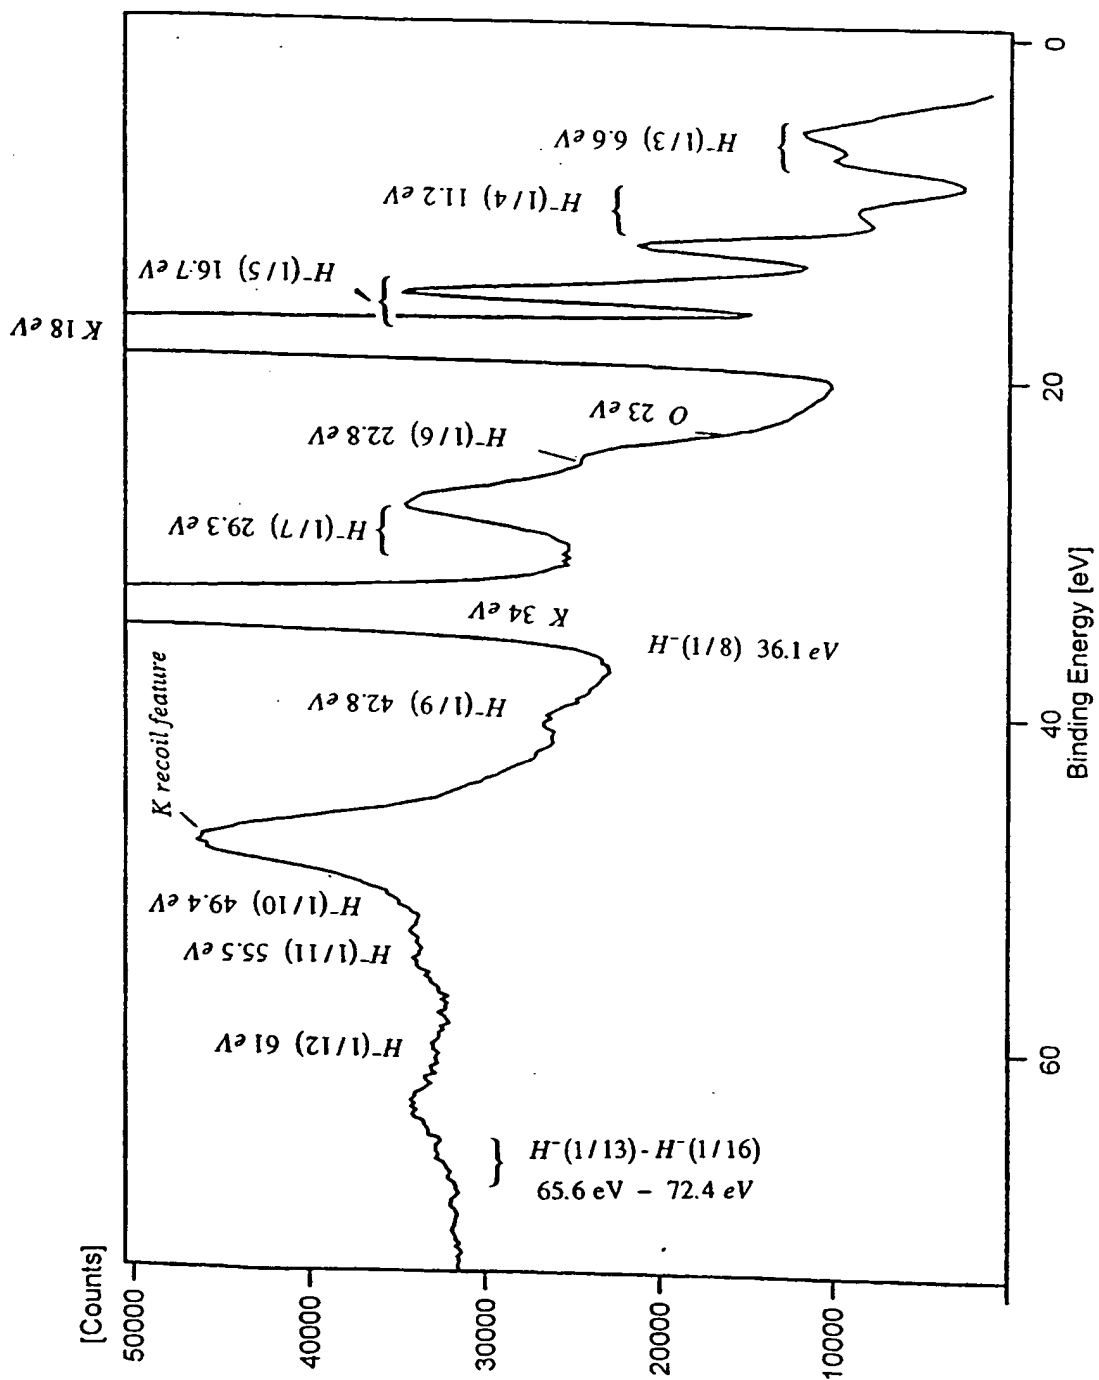 [Counts]
50000
40000
30000
20000
10000
0
20
40
60
Binding Energy [eV]
H⁻(1/3) 6.6 eV
H⁻(1/4) 11.2 eV
H⁻(1/5) 16.7 eV
K 18 eV
O 23 eV
H⁻(1/6) 22.8 eV
H⁻(1/7) 29.3 eV
K 34 eV
H⁻(1/8) 36.1 eV
H⁻(1/9) 42.8 eV
K recoil feature
H⁻(1/10) 49.4 eV
H⁻(1/11) 55.5 eV
H⁻(1/12) 61 eV
H⁻(1/13) - H⁻(1/16)
65.6 eV – 72.4 eV